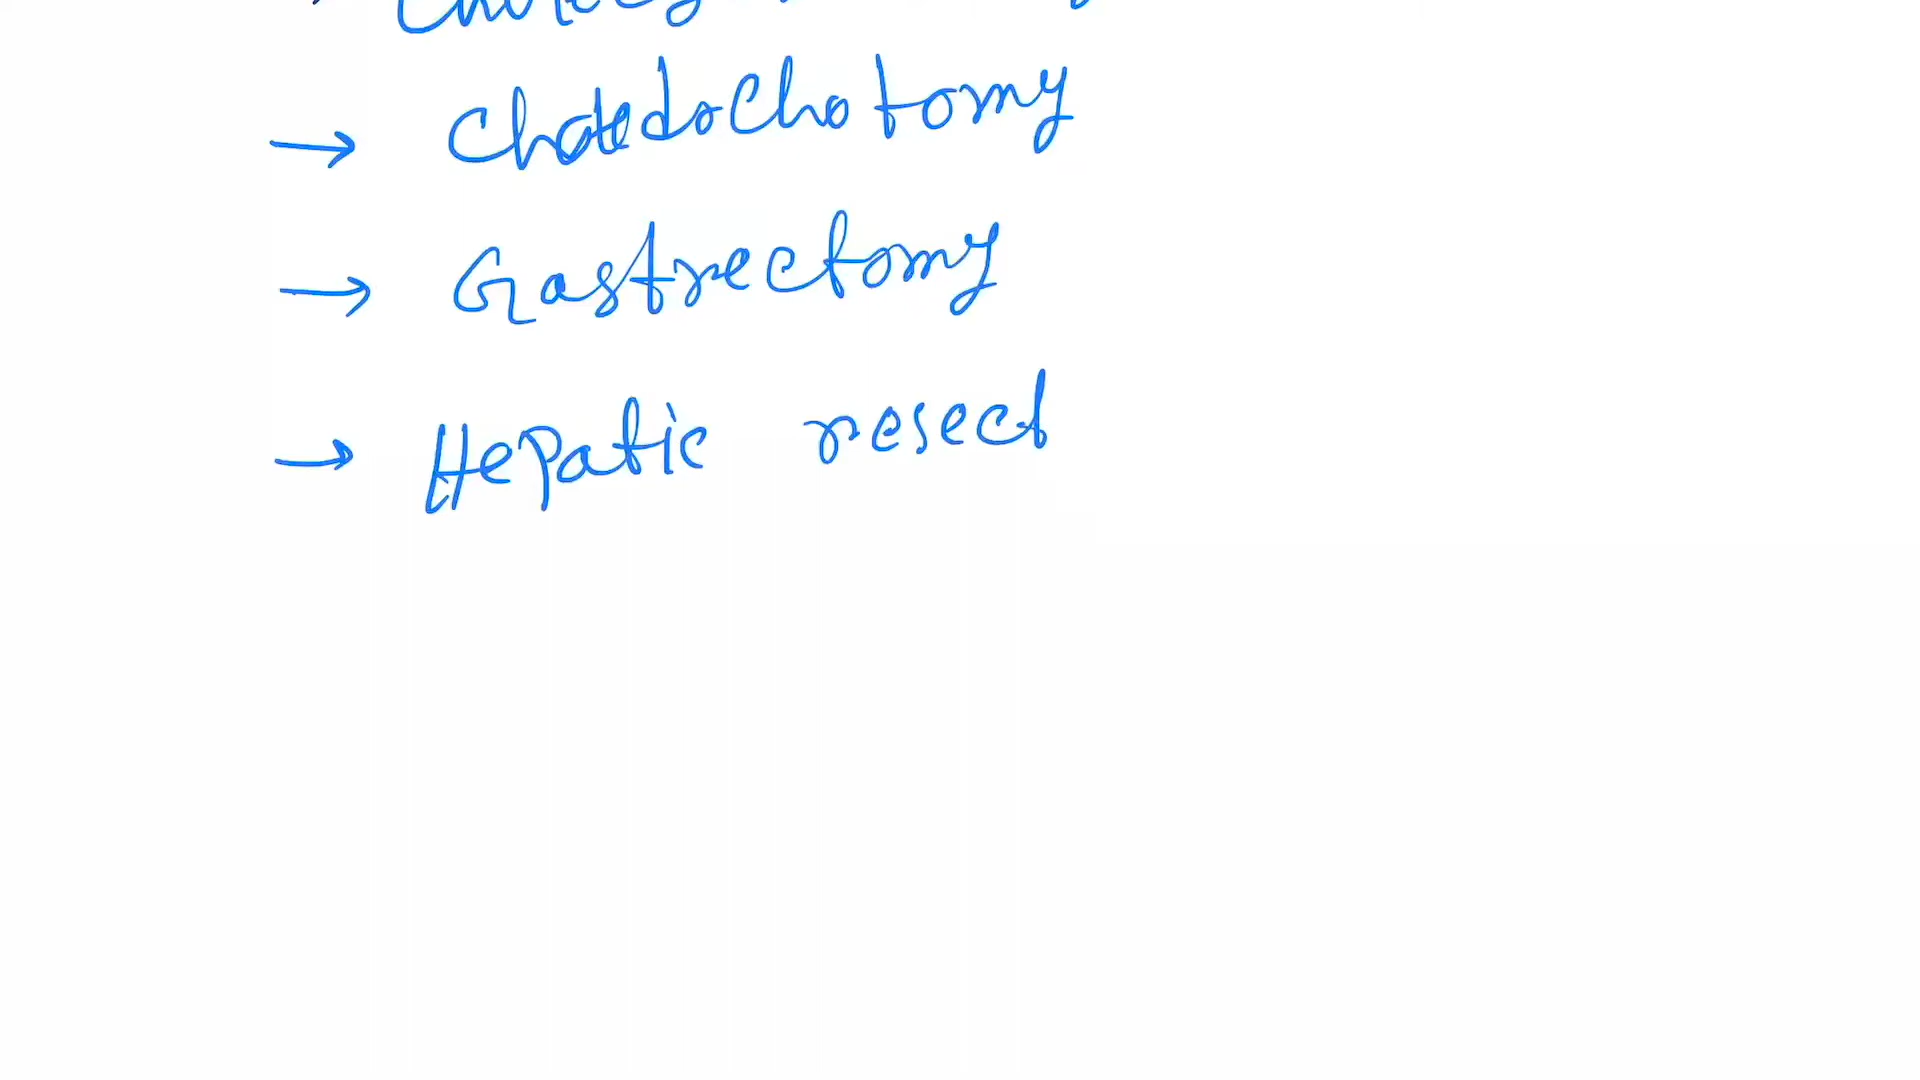 → Choledochotomy
→ Gastrectomy
→ Hepatic resect